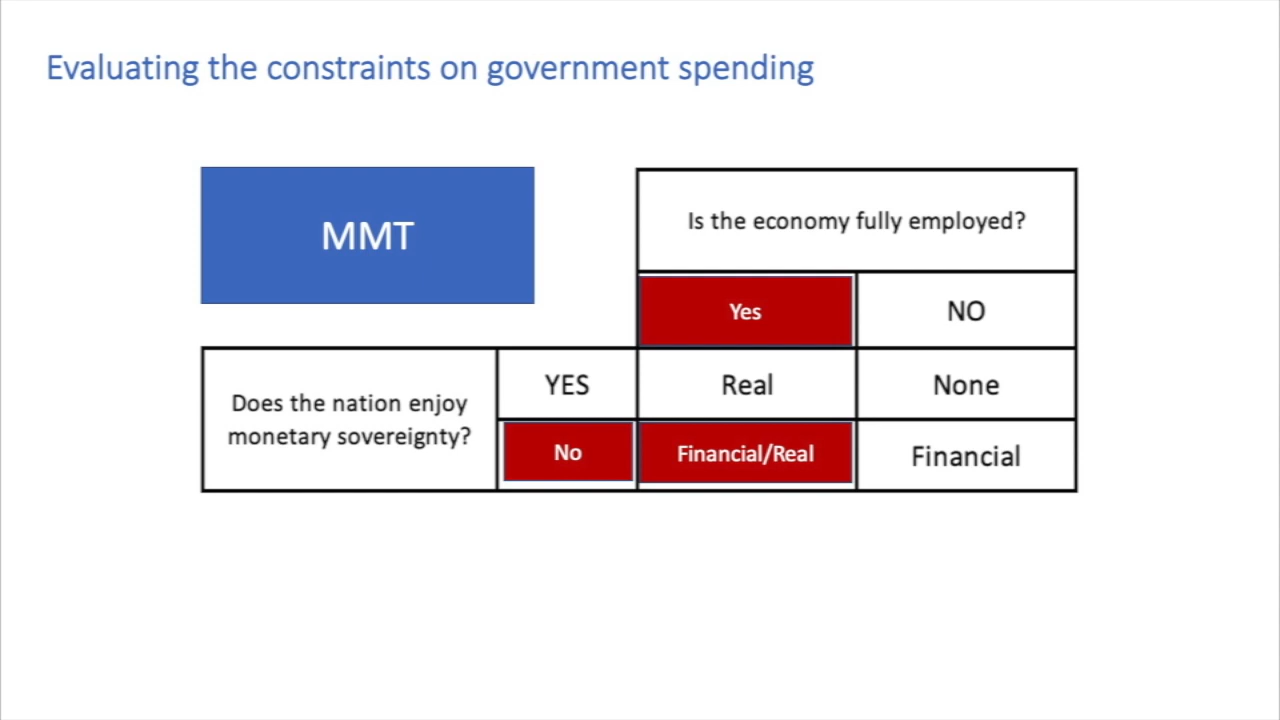 Evaluating the constraints on government spending
MMT
Is the economy fully employed?
Yes
NO
Does the nation enjoy
monetary sovereignty?
YES
Real
None
No
Financial/Real
Financial